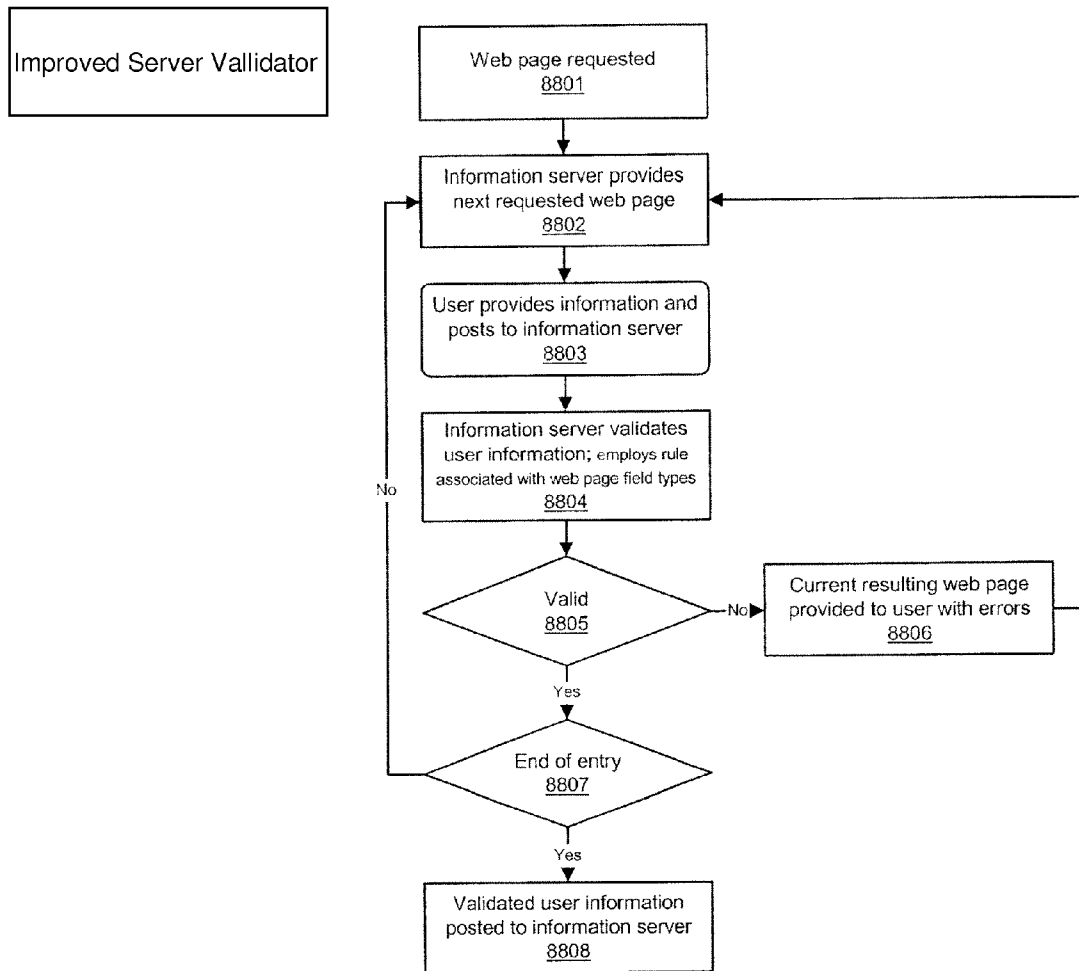 Improved Server Vallidator
Web page requested
8801
Information server provides
next requested web page
8802
User provides information and
posts to information server
8803
Information server validates
user information; employs rule
associated with web page field types
8804
No
Valid
8805
No
Current resulting web page
provided to user with errors
8806
Yes
End of entry
8807
Yes
Validated user information
posted to information server
8808